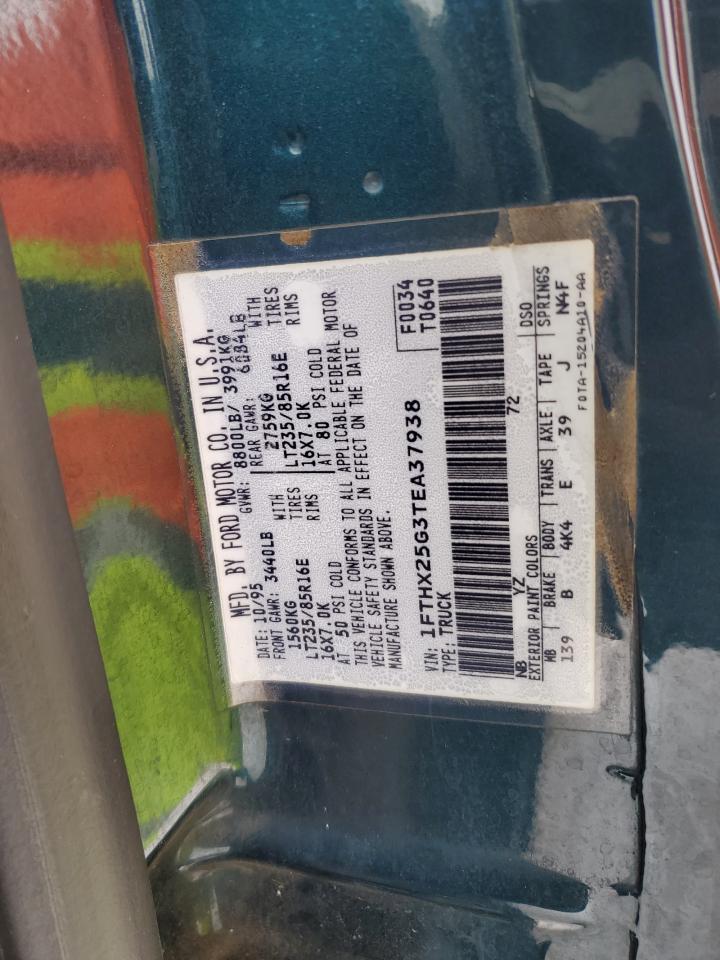 MFD. BY FORD MOTOR CO. IN U.S.A.
DATE: 10/95 GVWR: 8800LB/ 3991KG
FRONT GAWR: 3440LB REAR GAWR: 6084LB
1560KG WITH 2759KG WITH
LT235/85R16E TIRES LT235/85R16E TIRES
16X7.0K RIMS 16X7.0K RIMS
AT 50 PSI COLD AT 80 PSI COLD
THIS VEHICLE CONFORMS TO ALL APPLICABLE FEDERAL MOTOR
VEHICLE SAFETY STANDARDS IN EFFECT ON THE DATE OF
MANUFACTURE SHOWN ABOVE.
F0034
VIN: 1FTHX25G3TEA37938 T0640
TYPE: TRUCK
72
NB YZ
EXTERIOR PAINT COLORS DSO
WB BRAKE BODY TRANS AXLE TAPE SPRINGS
139 B 4K4 E 39 J N4F
F0TA-15204A10-AA